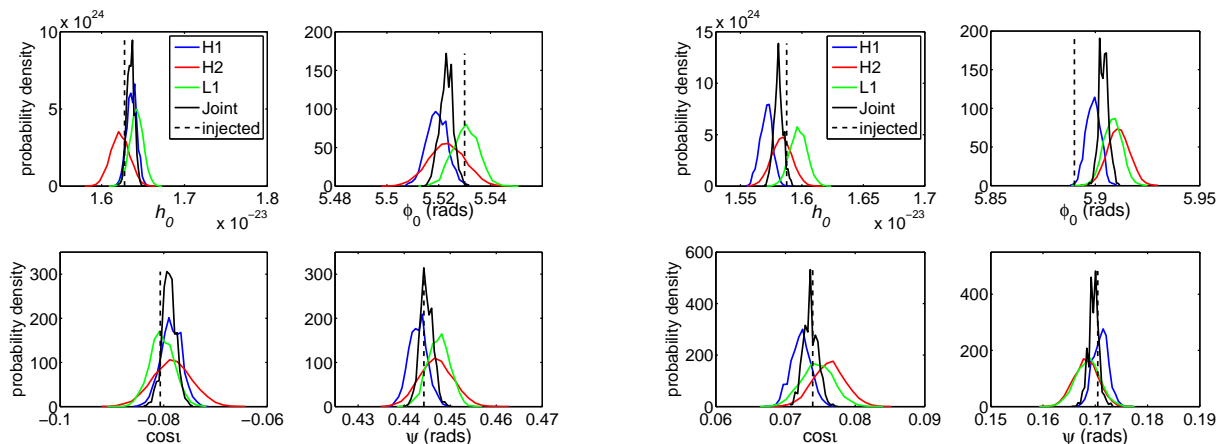 x 10^24
10
5
0
probability density
1.6
1.7
1.8
h_0
x 10^-23
H1
H2
L1
Joint
injected
200
150
100
50
0
5.48
5.5
5.52
5.54
ϕ_0 (rads)
x 10^24
15
10
5
0
probability density
1.55
1.6
1.65
1.7
h_0
x 10^-23
H1
H2
L1
Joint
injected
200
150
100
50
0
5.85
5.9
5.95
ϕ_0 (rads)
300
200
100
0
probability density
−0.1
−0.08
−0.06
cosι
300
200
100
0
0.43
0.44
0.45
0.46
0.47
ψ (rads)
600
400
200
0
probability density
0.06
0.07
0.08
0.09
cosι
400
200
0
0.15
0.16
0.17
0.18
0.19
ψ (rads)